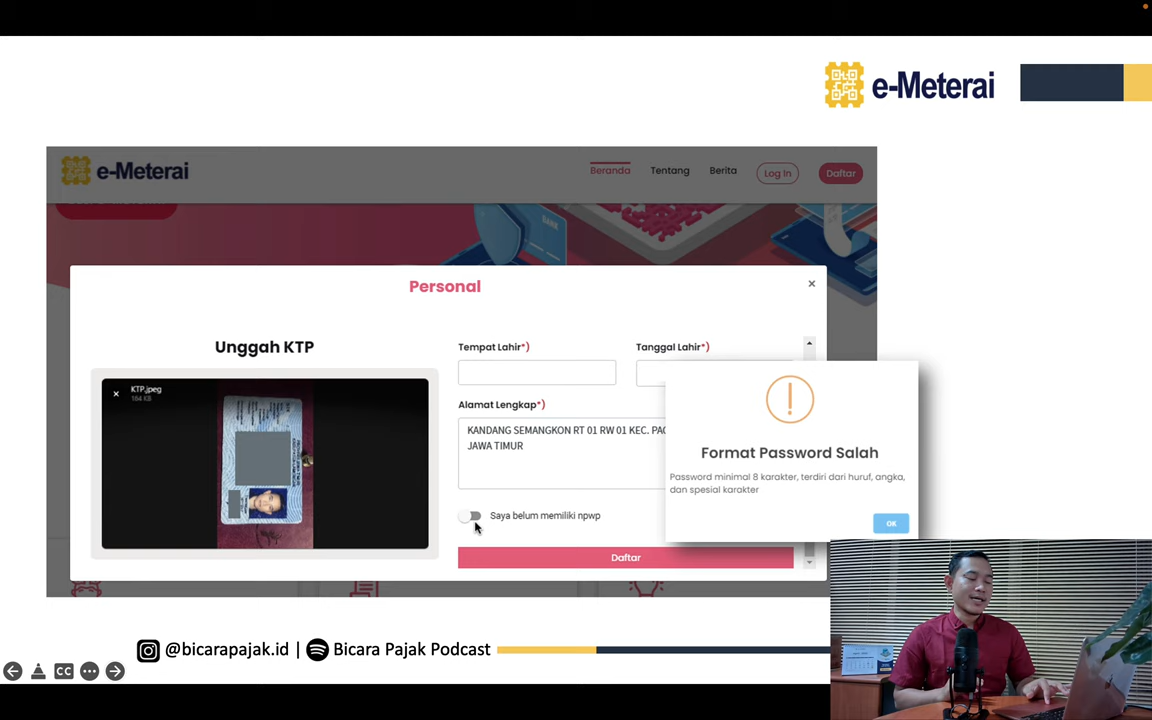 e-Meterai
e-Meterai
Beranda
Tentang
Berita
Log In
Daftar
Personal
×
Unggah KTP
KTP.jpeg
164 KB
Tempat Lahir*)
Tanggal Lahir*)
Alamat Lengkap*)
KANDANG SEMANGKON RT 01 RW 01 KEC.
JAWA TIMUR
Saya belum memiliki npwp
Daftar
!
Format Password Salah
Password minimal 8 karakter, terdiri dari huruf, angka,
dan spesial karakter
OK
@bicarapajak.id | Bicara Pajak Podcast
CC